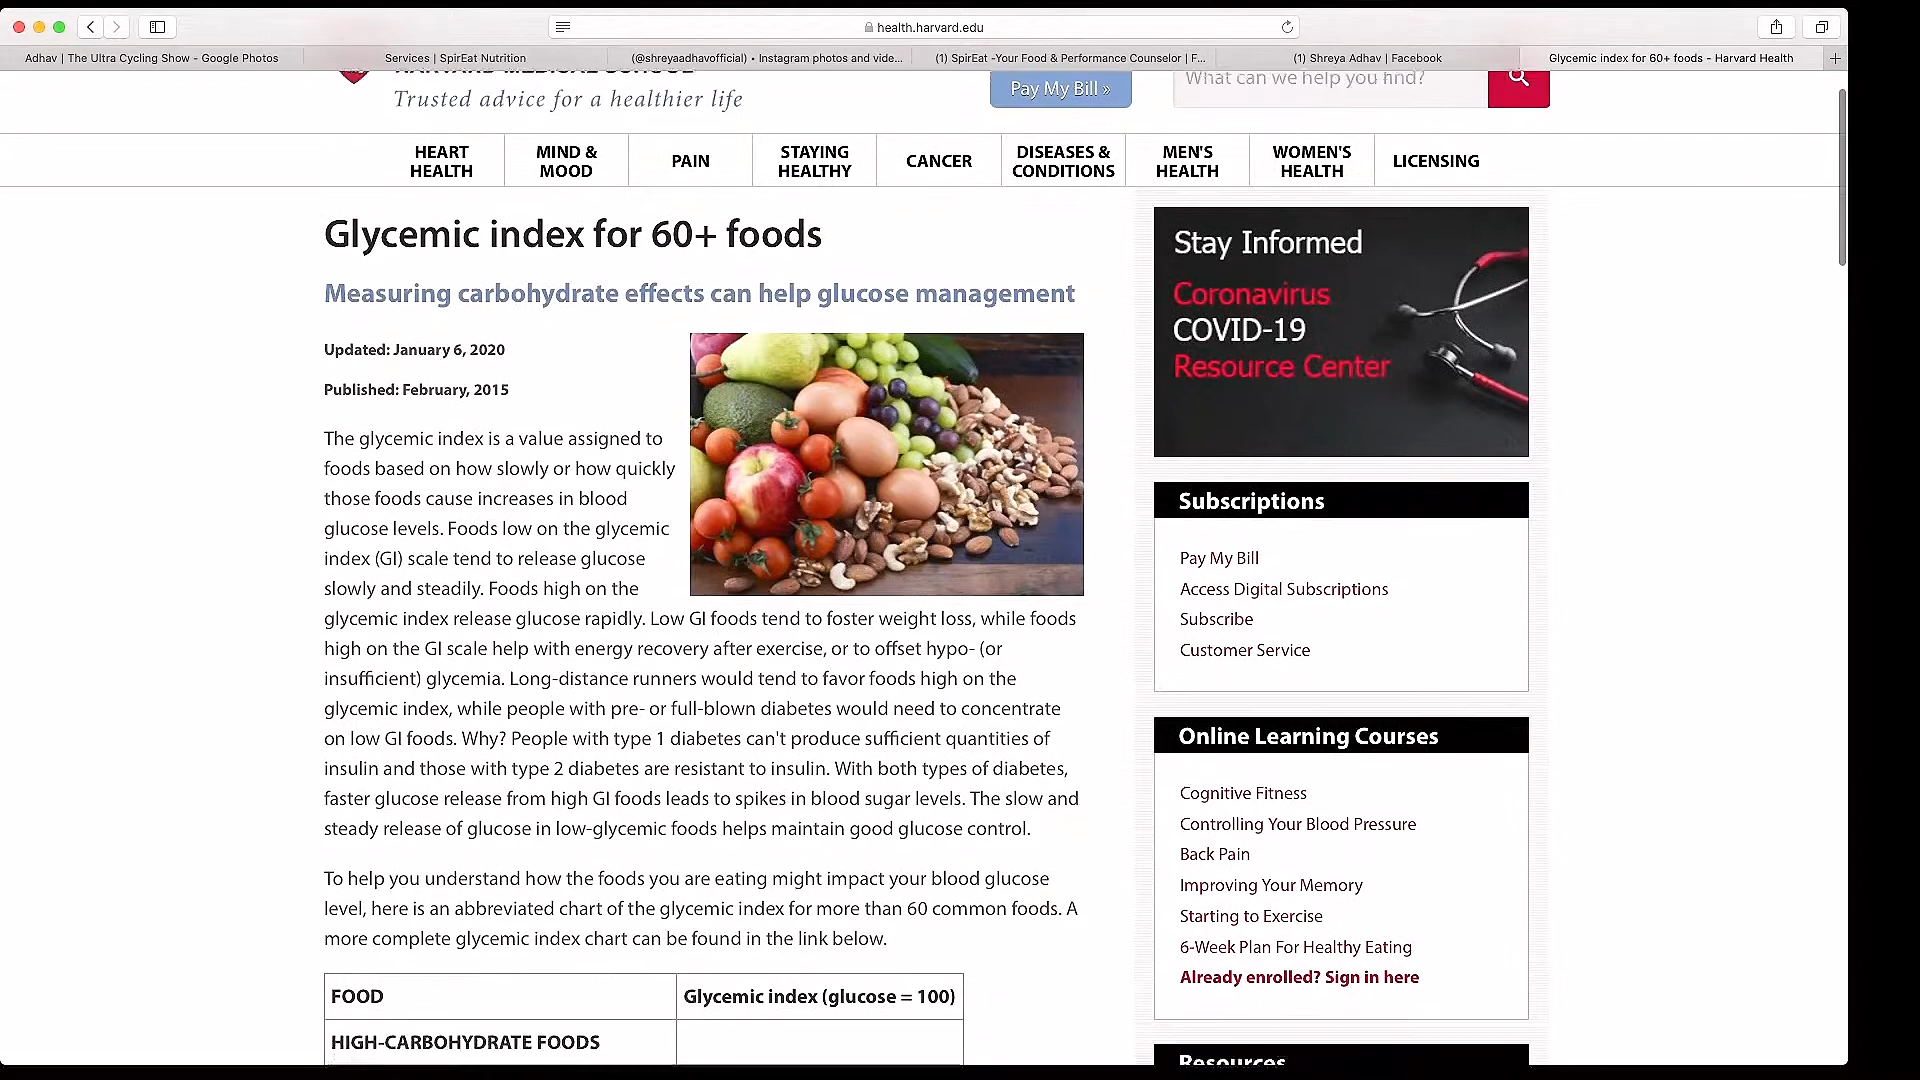 health.harvard.edu
Adhav | The Ultra Cycling Show - Google Photos
Services | SpirEat Nutrition
(@shreyaadhavofficial) • Instagram photos and vide...
(1) SpirEat -Your Food & Performance Counselor | F...
(1) Shreya Adhav | Facebook
Glycemic index for 60+ foods - Harvard Health
HARVARD MEDICAL SCHOOL
Trusted advice for a healthier life
Pay My Bill »
What can we help you find?
HEART HEALTH
MIND & MOOD
PAIN
STAYING HEALTHY
CANCER
DISEASES & CONDITIONS
MEN'S HEALTH
WOMEN'S HEALTH
LICENSING
Glycemic index for 60+ foods
Measuring carbohydrate effects can help glucose management
Updated: January 6, 2020
Published: February, 2015
The glycemic index is a value assigned to
foods based on how slowly or how quickly
those foods cause increases in blood
glucose levels. Foods low on the glycemic
index (GI) scale tend to release glucose
slowly and steadily. Foods high on the
glycemic index release glucose rapidly. Low GI foods tend to foster weight loss, while foods
high on the GI scale help with energy recovery after exercise, or to offset hypo- (or
insufficient) glycemia. Long-distance runners would tend to favor foods high on the
glycemic index, while people with pre- or full-blown diabetes would need to concentrate
on low GI foods. Why? People with type 1 diabetes can't produce sufficient quantities of
insulin and those with type 2 diabetes are resistant to insulin. With both types of diabetes,
faster glucose release from high GI foods leads to spikes in blood sugar levels. The slow and
steady release of glucose in low-glycemic foods helps maintain good glucose control.
To help you understand how the foods you are eating might impact your blood glucose
level, here is an abbreviated chart of the glycemic index for more than 60 common foods. A
more complete glycemic index chart can be found in the link below.
FOOD
Glycemic index (glucose = 100)
HIGH-CARBOHYDRATE FOODS
Stay Informed
Coronavirus
COVID-19
Resource Center
Subscriptions
Pay My Bill
Access Digital Subscriptions
Subscribe
Customer Service
Online Learning Courses
Cognitive Fitness
Controlling Your Blood Pressure
Back Pain
Improving Your Memory
Starting to Exercise
6-Week Plan For Healthy Eating
Already enrolled? Sign in here
Resources